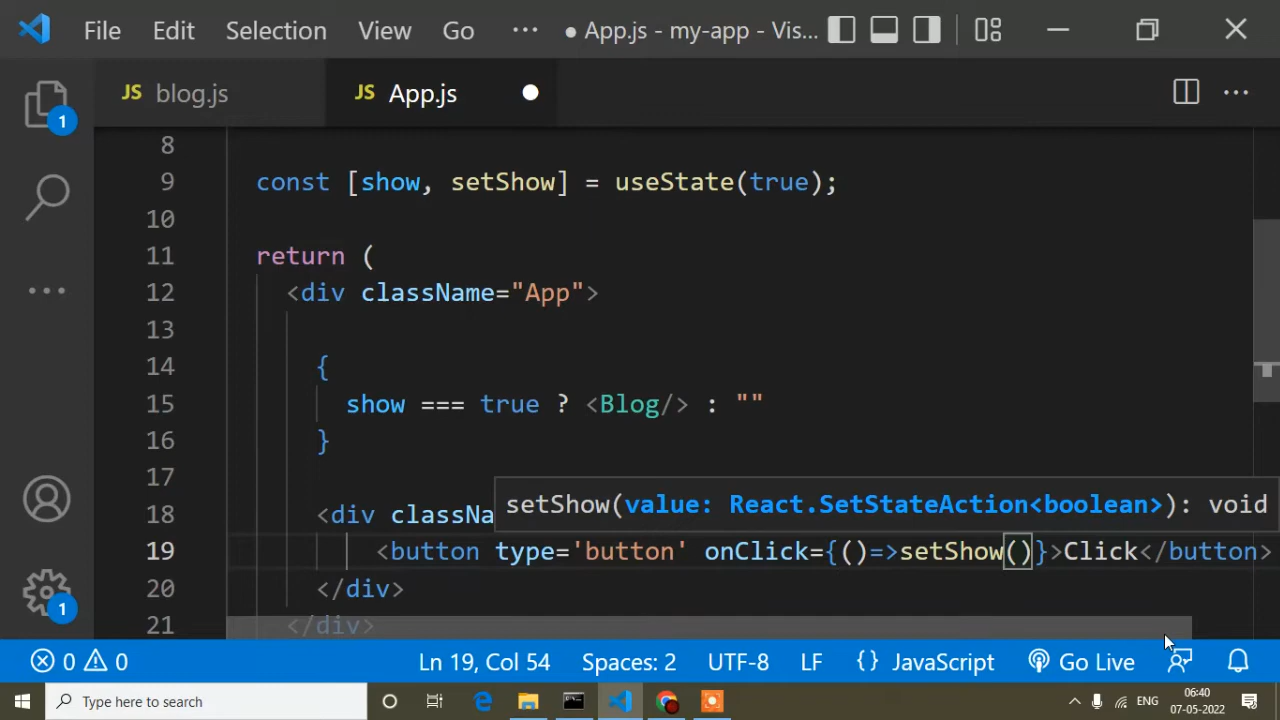 File Edit Selection View Go ··· ● App.js - my-app - Vis...
JS blog.js JS App.js ●
8
9 const [show, setShow] = useState(true);
10
11 return (
12 <div className="App">
13
14 {
15 show === true ? <Blog/> : ""
16 }
17
setShow(value: React.SetStateAction<boolean>): void
18 <div classNa
19 <button type='button' onClick={()=>setShow()}>Click</button>
20 </div>
21 </div>
1
1
0 0 Ln 19, Col 54 Spaces: 2 UTF-8 LF {} JavaScript Go Live
Type here to search ENG 06:40
07-05-2022